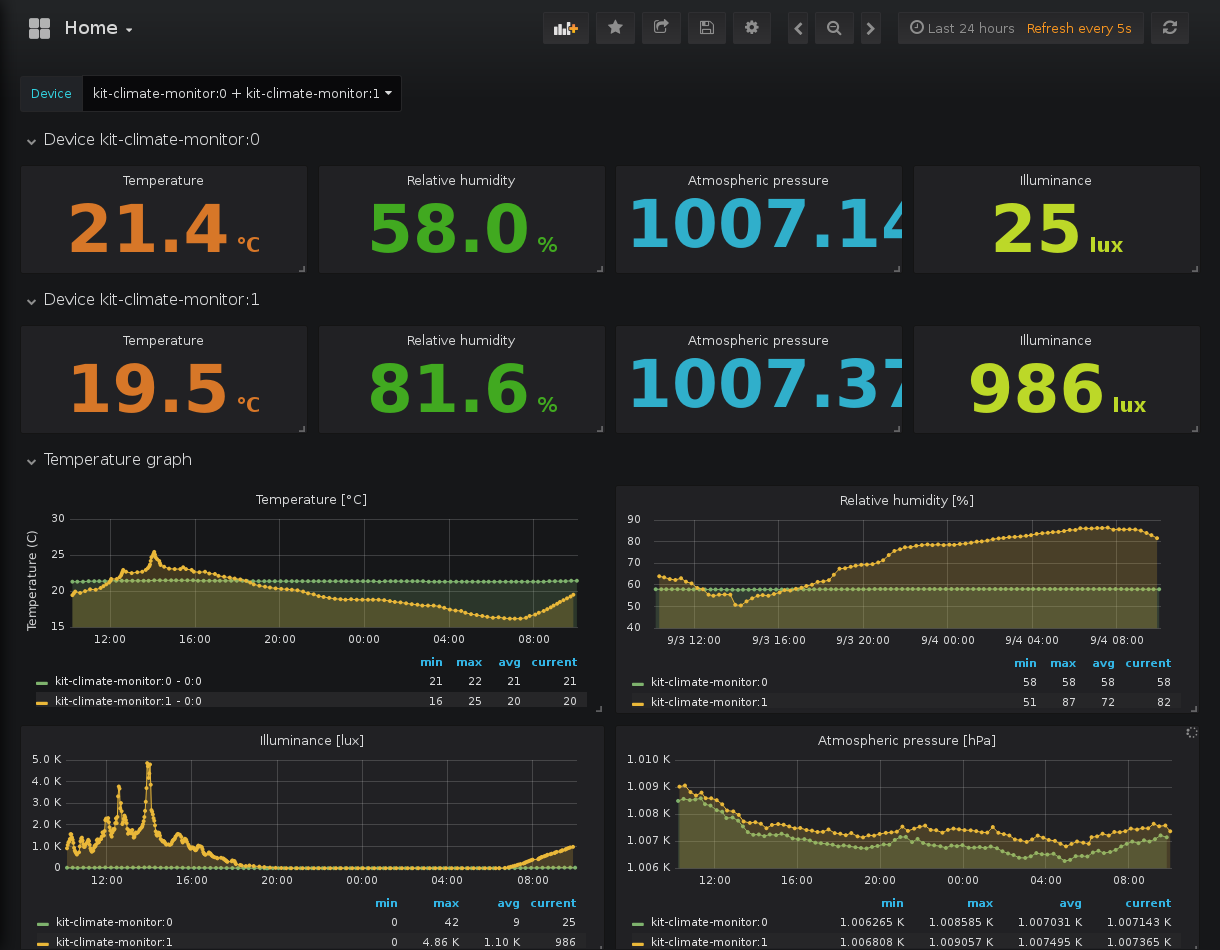 Home
Last 24 hours Refresh every 5s
Device kit-climate-monitor:0 + kit-climate-monitor:1
Device kit-climate-monitor:0
Temperature Relative humidity Atmospheric pressure Illuminance
21.4 °C 58.0 % 1007.14 25 lux
Device kit-climate-monitor:1
Temperature Relative humidity Atmospheric pressure Illuminance
19.5 °C 81.6 % 1007.37 986 lux
Temperature graph
Temperature [°C]
Temperature (C)
30
25
20
15
12:00 16:00 20:00 00:00 04:00 08:00
min max avg current
kit-climate-monitor:0 - 0:0 21 22 21 21
kit-climate-monitor:1 - 0:0 16 25 20 20
Relative humidity [%]
90
80
70
60
50
40
9/3 12:00 9/3 16:00 9/3 20:00 9/4 00:00 9/4 04:00 9/4 08:00
min max avg current
kit-climate-monitor:0 58 58 58 58
kit-climate-monitor:1 51 87 72 82
Illuminance [lux]
5.0 K
4.0 K
3.0 K
2.0 K
1.0 K
0
12:00 16:00 20:00 00:00 04:00 08:00
min max avg current
kit-climate-monitor:0 0 42 9 25
kit-climate-monitor:1 0 4.86 K 1.10 K 986
Atmospheric pressure [hPa]
1.010 K
1.009 K
1.008 K
1.007 K
1.006 K
12:00 16:00 20:00 00:00 04:00 08:00
min max avg current
kit-climate-monitor:0 1.006265 K 1.008585 K 1.007031 K 1.007143 K
kit-climate-monitor:1 1.006808 K 1.009057 K 1.007495 K 1.007365 K